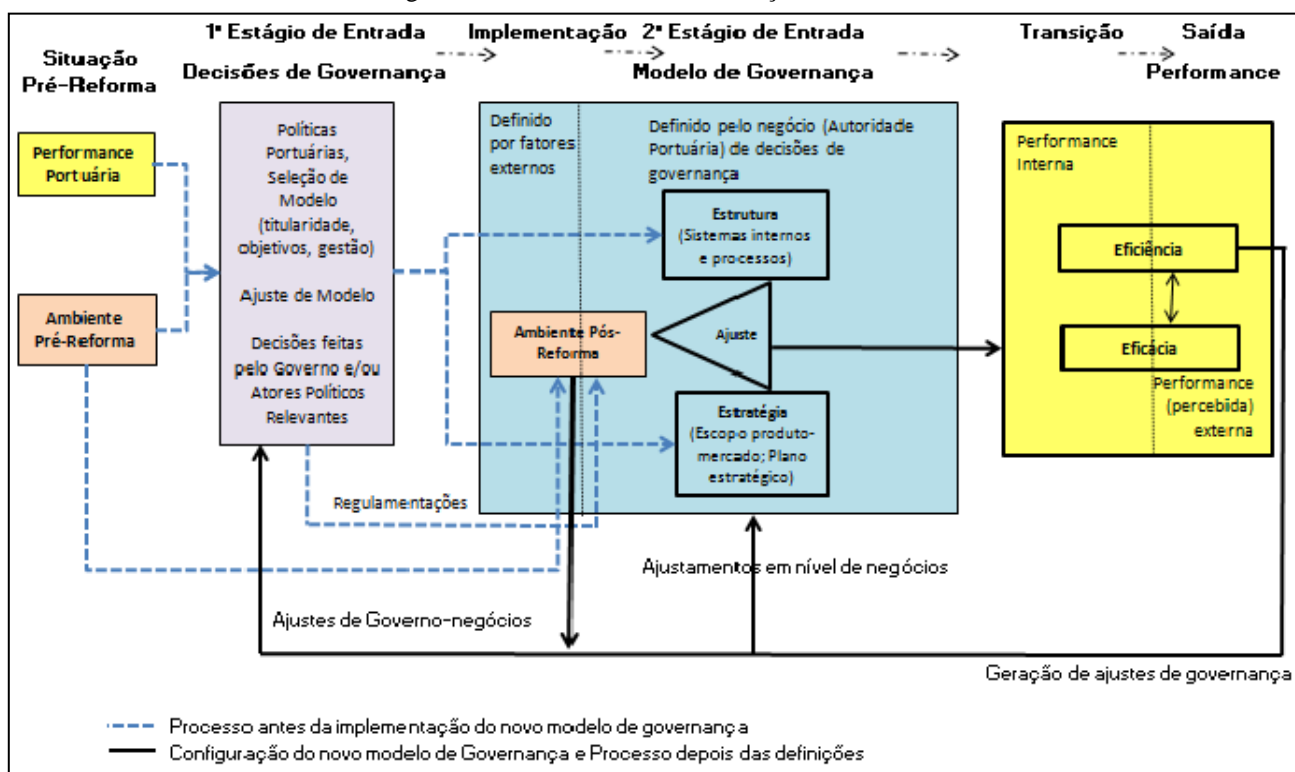 Situação
Pré-Reforma
1º Estágio de Entrada
Decisões de Governança
Implementação
2º Estágio de Entrada
Modelo de Governança
Transição
Saída
Performance
Performance
Portuária
Ambiente
Pré-Reforma
Políticas
Portuárias,
Seleção de
Modelo
(titularidade,
objetivos, gestão)
Ajuste de Modelo
Decisões feitas
pelo Governo e/ou
Atores Políticos
Relevantes
Definido
por fatores
externos
Definido pelo negócio (Autoridade
Portuária) de decisões de
governança
Estrutura
(Sistemas internos
e processos)
Ambiente Pós-
Reforma
Ajuste
Estratégia
(Escopo produto-
mercado; Plano
estratégico)
Performance
Interna
Eficiência
Eficácia
Performance
(percebida)
externa
Regulamentações
Ajustamentos em nível de negócios
Ajustes de Governo-negócios
Geração de ajustes de governança
Processo antes da implementação do novo modelo de governança
Configuração do novo modelo de Governança e Processo depois das definições